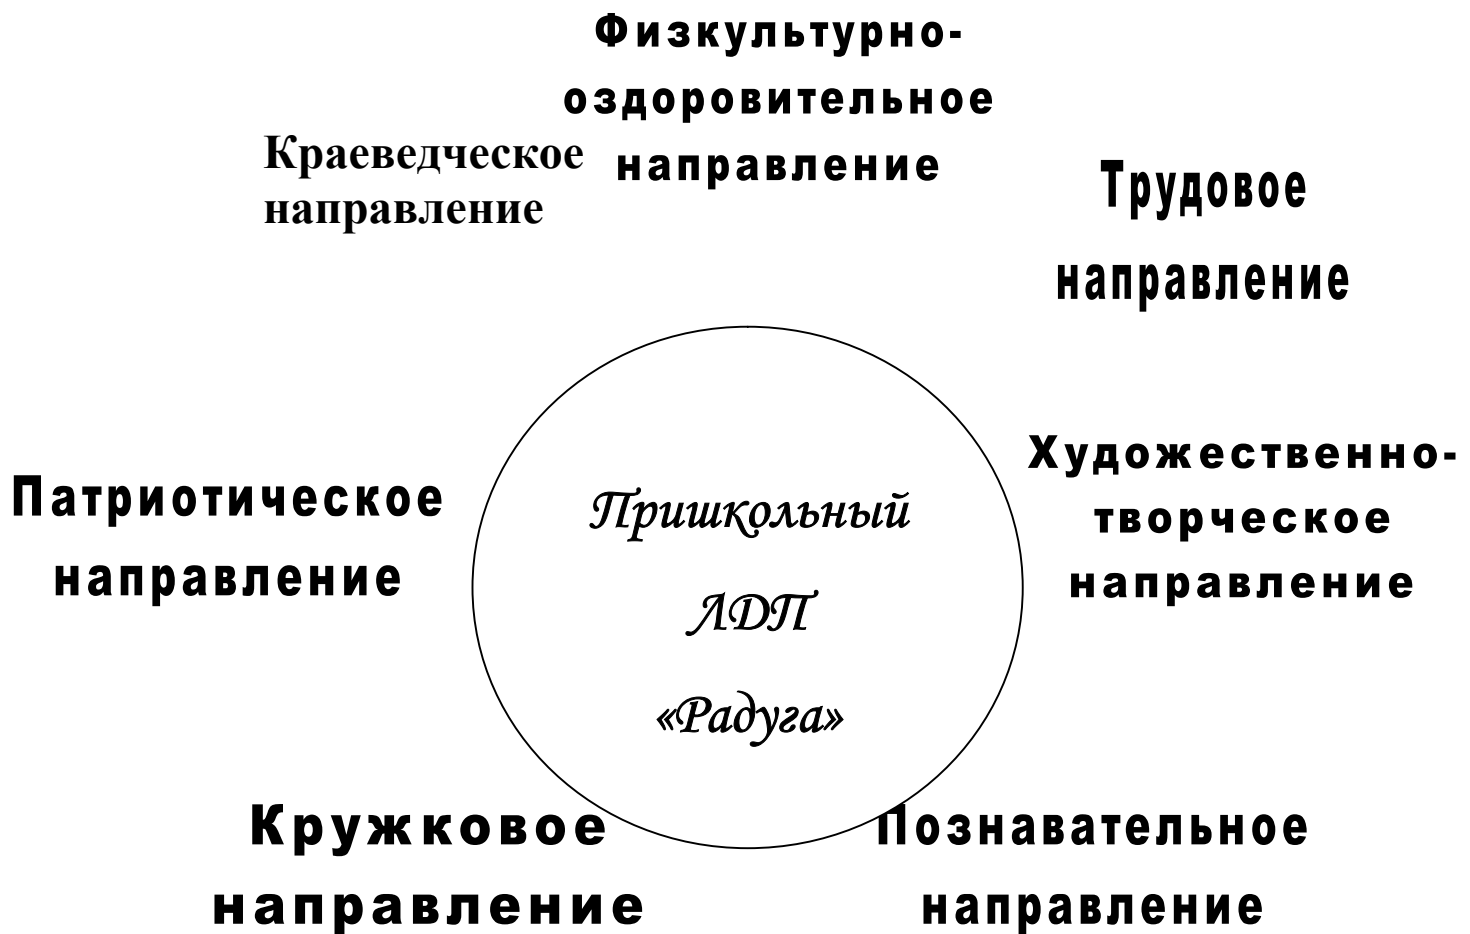 Физкультурно-
оздоровительное
направление
Краеведческое
направление
Трудовое
направление
Художественно-
творческое
направление
Патриотическое
направление
Пришкольный
ЛДП
«Радуга»
Кружковое
направление
Познавательное
направление